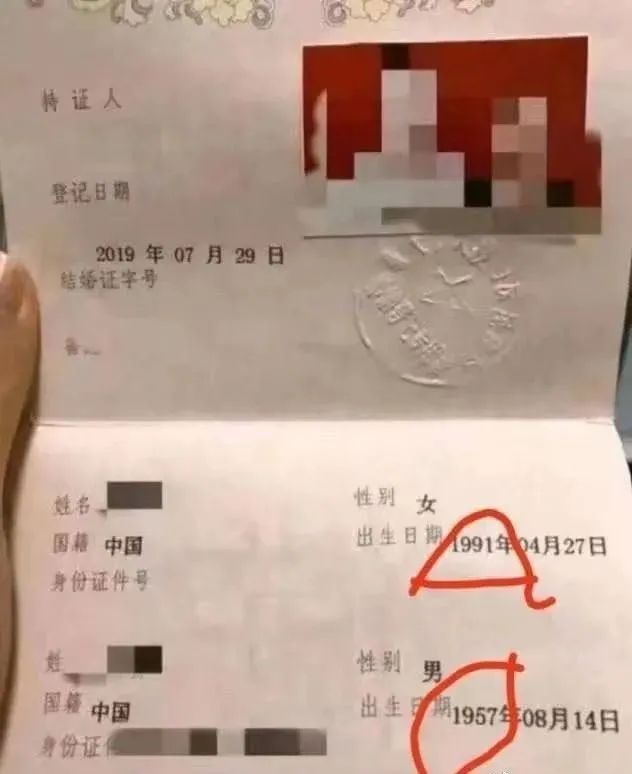 持证人
登记日期
2019 年 07 月 29 日
结婚证字号
备
姓名
性别 女
国籍 中国
出生日期 1991年04月27日
身份证件号
姓
性别 男
国籍 中国
出生日期 1957年08月14日
身份证件